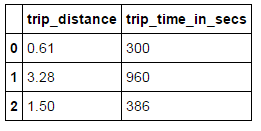 trip_distance trip_time_in_secs
0 0.61 300
1 3.28 960
2 1.50 386